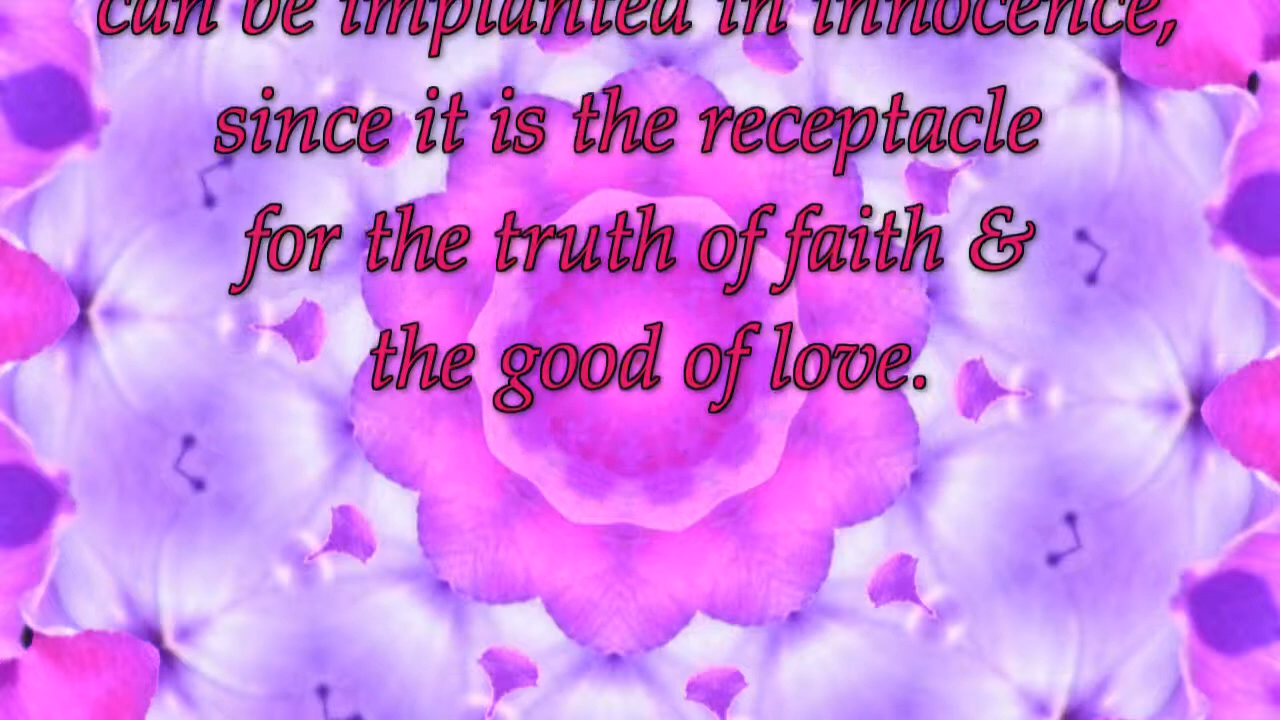 can be implanted in innocence,
since it is the receptacle
for the truth of faith &
the good of love.